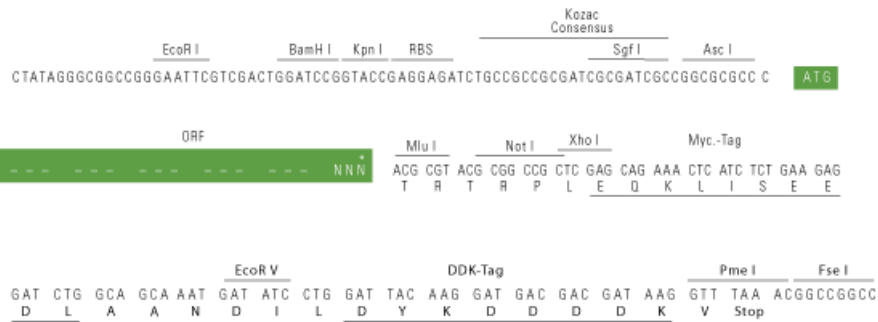 Kozac
Consensus
EcoR I BamH I Kpn I RBS Sgf I Asc I
CTATAGGGCGGCCGGGAATTCGTCGACTGGATCCGGTACCGAGGAGATCTGCCGCCGCGATCGCGATCGCCGGCGCGCC C ATG
ORF Mlu I Not I Xho I Myc.-Tag
--- --- --- --- --- NNN* ACG CGT ACG CGG CCG CTC GAG CAG AAA CTC ATC TCT GAA GAG
T R T R P L E Q K L I S E E
EcoR V DDK-Tag Pme I Fse I
GAT CTG GCA GCA AAT GAT ATC CTG GAT TAC AAG GAT GAC GAC GAT AAG GTT TAA ACGGCCGGCC
D L A A N D I L D Y K D D D D K V Stop